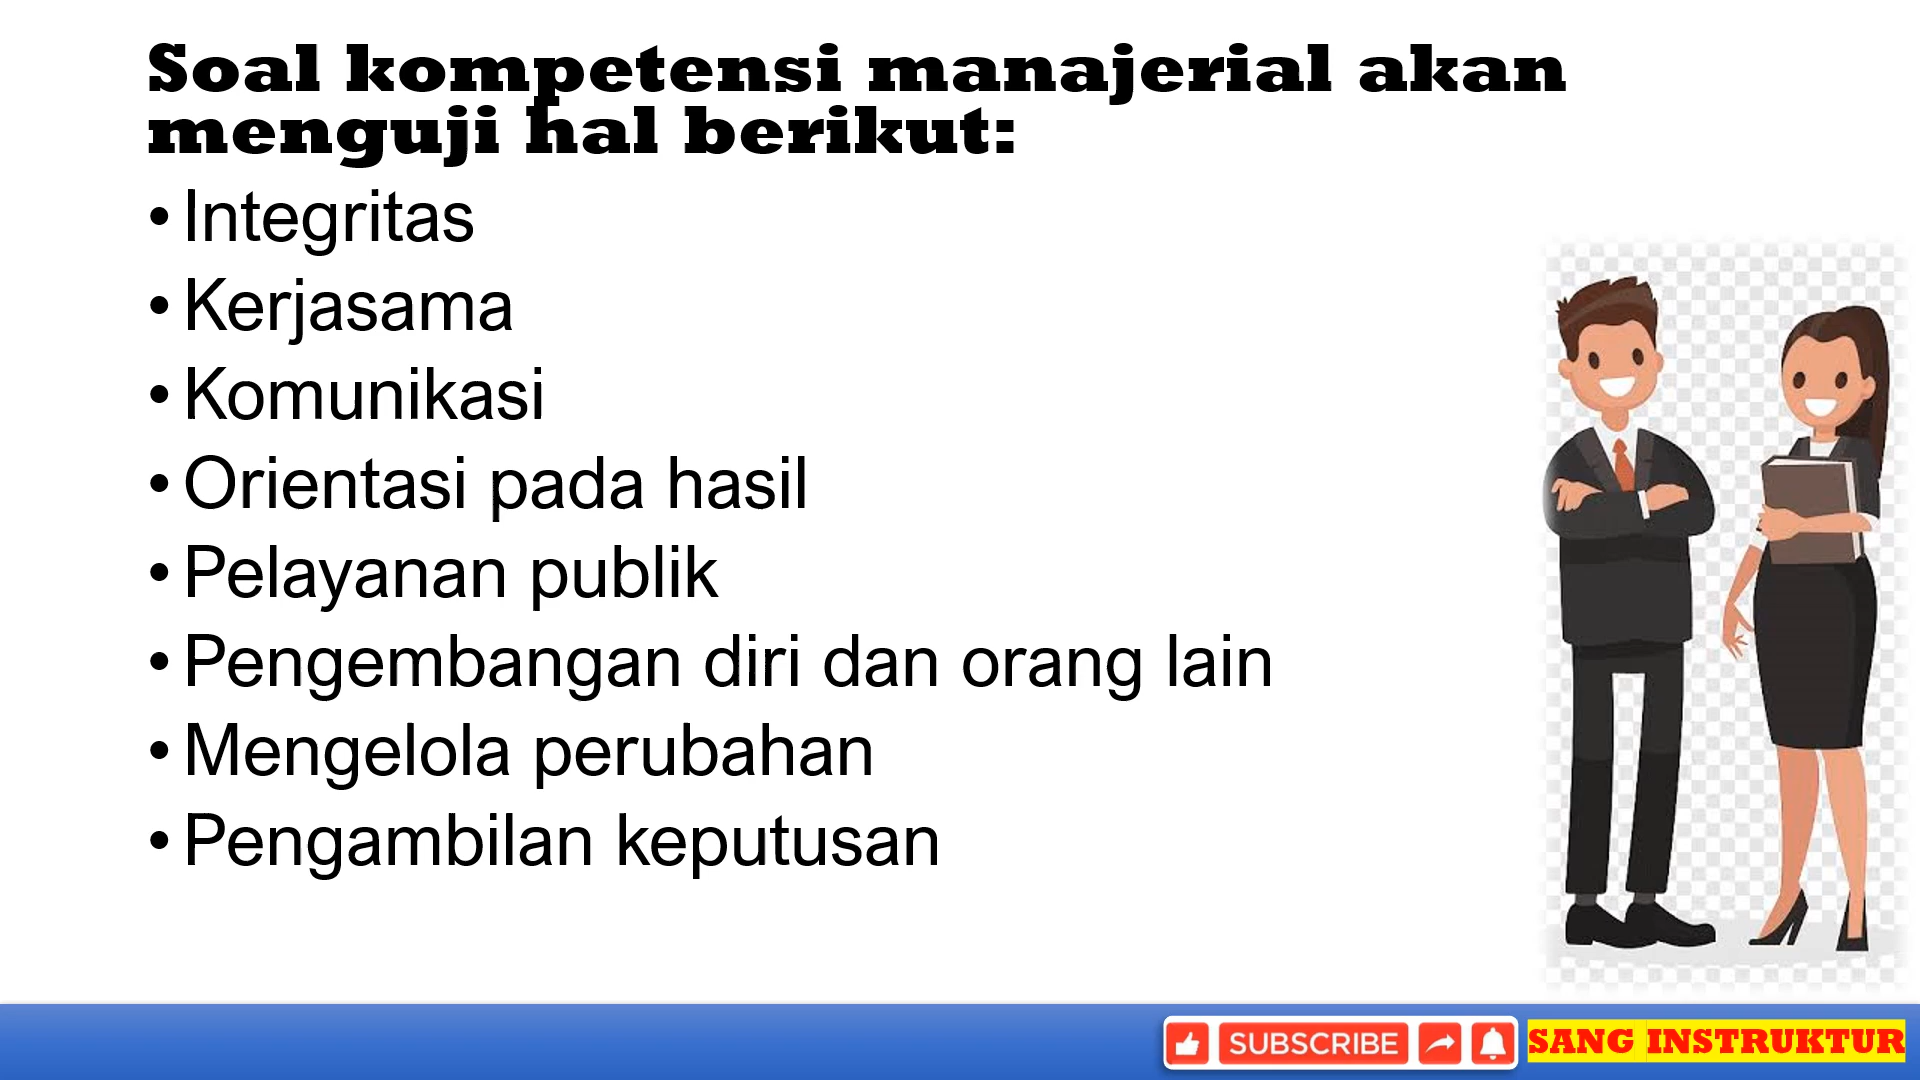 Soal kompetensi manajerial akan
menguji hal berikut:
• Integritas
• Kerjasama
• Komunikasi
• Orientasi pada hasil
• Pelayanan publik
• Pengembangan diri dan orang lain
• Mengelola perubahan
• Pengambilan keputusan
SUBSCRIBE
SANG INSTRUKTUR